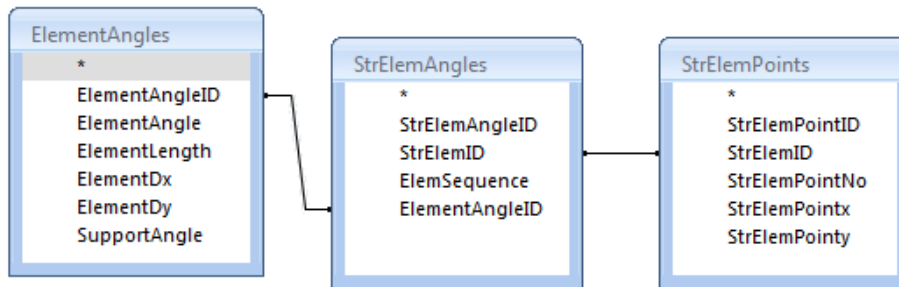 ElementAngles
*
ElementAngleID
ElementAngle
ElementLength
ElementDx
ElementDy
SupportAngle
StrElemAngles
*
StrElemAngleID
StrElemID
ElemSequence
ElementAngleID
StrElemPoints
*
StrElemPointID
StrElemID
StrElemPointNo
StrElemPointx
StrElemPointy